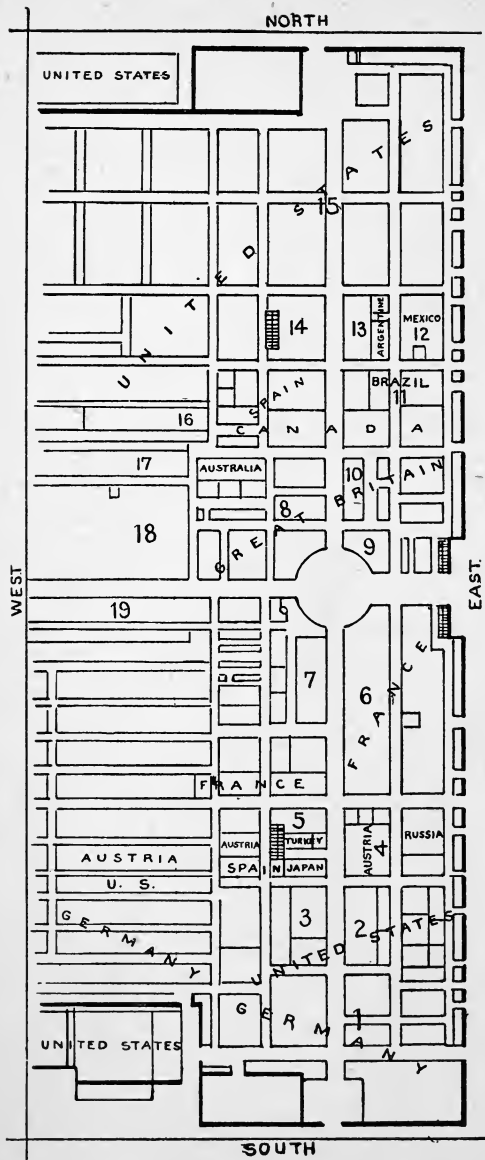 NORTH
UNITED STATES
UNITED STATES
15
14
13
ARGENTINE
MEXICO
12
SPAIN
BRAZIL
11
16
CANADA
17
AUSTRALIA
10
8
GREAT BRITAIN
18
9
WEST
EAST.
19
7
6
FRANCE
FRANCE
5
AUSTRIA
TURKEY
AUSTRIA
4
RUSSIA
AUSTRIA
SPAIN
JAPAN
U. S.
3
2
GERMANY
UNITED STATES
GERMANY
1
UNITED STATES
SOUTH